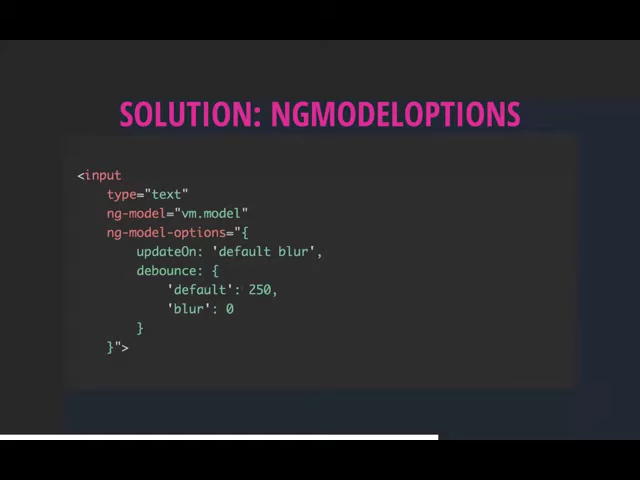 SOLUTION: NGMODELOPTIONS
<input
type="text"
ng-model="vm.model"
ng-model-options="{
updateOn: 'default blur',
debounce: {
'default': 250,
'blur': 0
}
}">